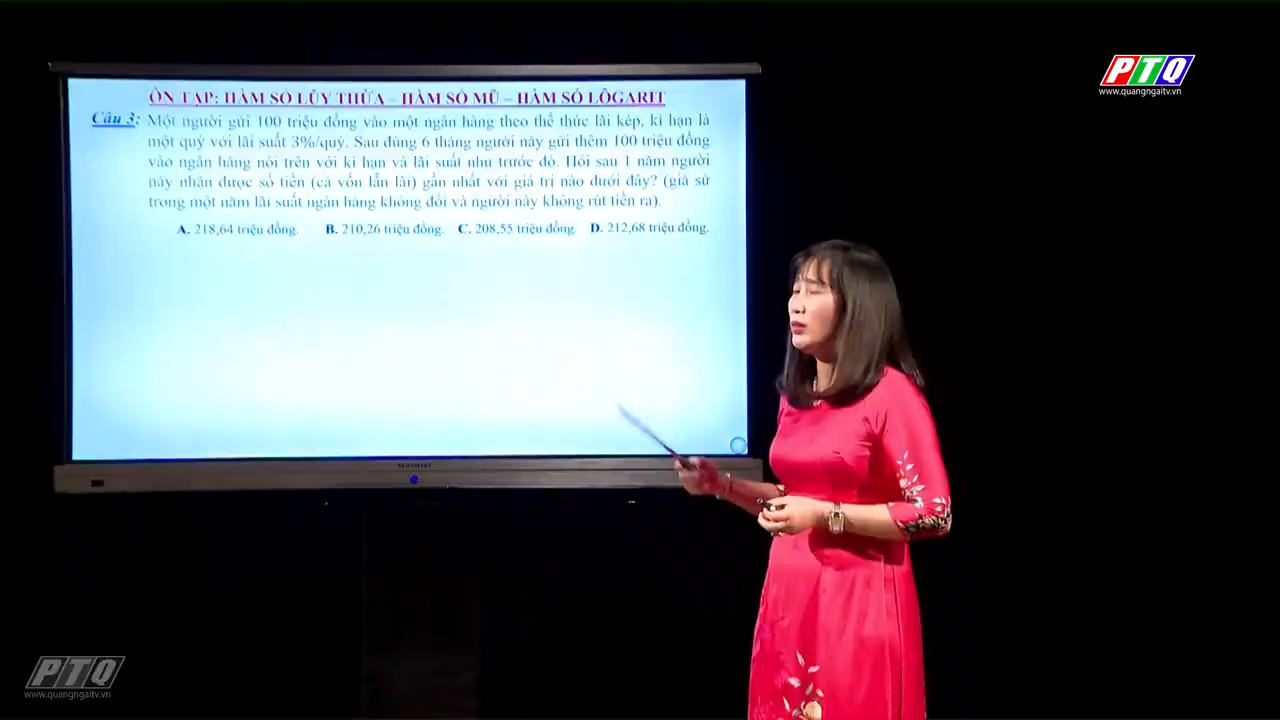 PTQ
www.quangngaitv.vn
ÔN TẬP: HÀM SỐ LŨY THỪA – HÀM SỐ MŨ – HÀM SỐ LÔGARIT
Câu 3: Một người gửi 100 triệu đồng vào một ngân hàng theo thể thức lãi kép, kì hạn là
một quý với lãi suất 3%/quý. Sau đúng 6 tháng người này gửi thêm 100 triệu đồng
vào ngân hàng nói trên với kì hạn và lãi suất như trước đó. Hỏi sau 1 năm người
này nhận được số tiền (cả vốn lẫn lãi) gần nhất với giá trị nào dưới đây? (giả sử
trong một năm lãi suất ngân hàng không đổi và người này không rút tiền ra).
A. 218,64 triệu đồng. B. 210,26 triệu đồng. C. 208,55 triệu đồng. D. 212,68 triệu đồng.
PTQ
www.quangngaitv.vn